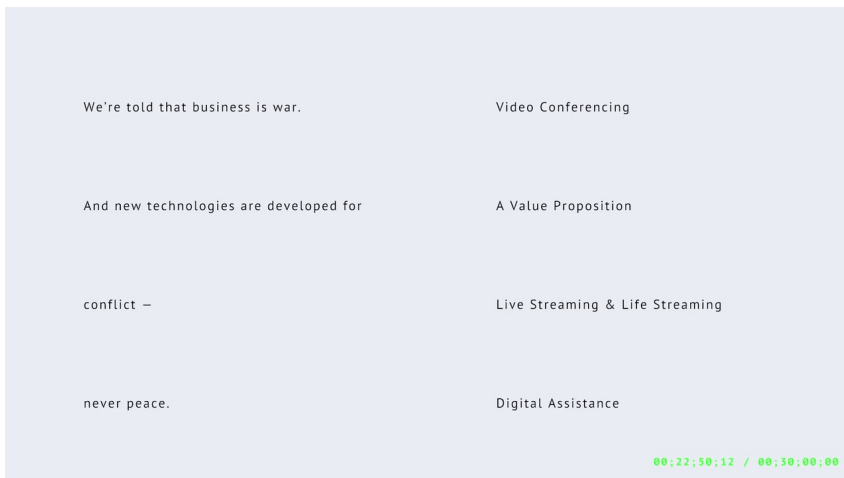 We're told that business is war.
And new technologies are developed for
conflict —
never peace.
Video Conferencing
A Value Proposition
Live Streaming & Life Streaming
Digital Assistance
00;22;50;12 / 00;30;00;00